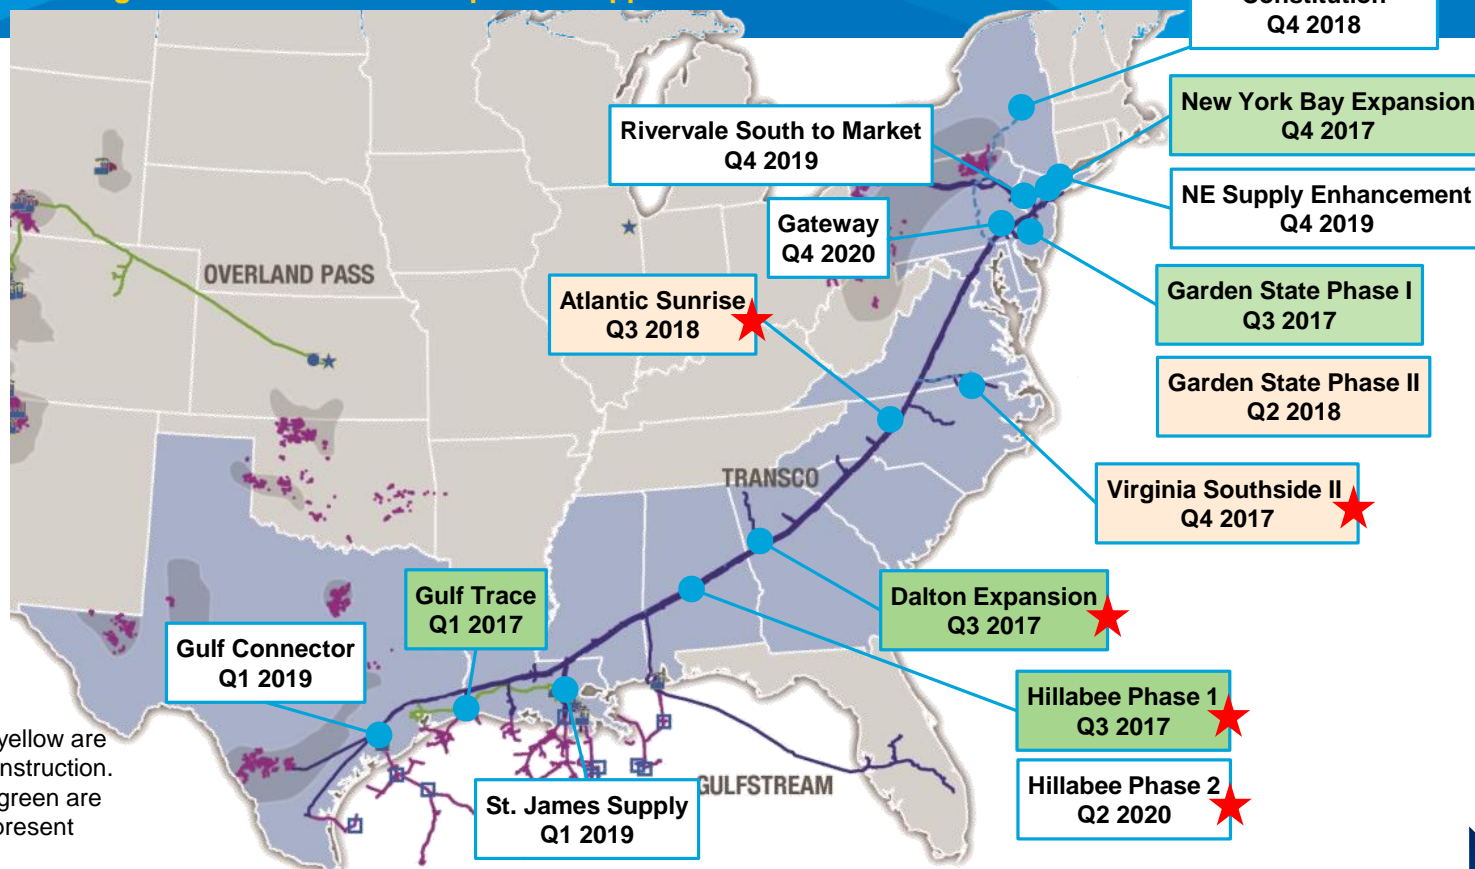 Constitution
Q4 2018
New York Bay Expansion
Q4 2017
Rivervale South to Market
Q4 2019
NE Supply Enhancement
Q4 2019
Gateway
Q4 2020
OVERLAND PASS
Garden State Phase I
Q3 2017
Atlantic Sunrise
Q3 2018
Garden State Phase II
Q2 2018
TRANSCO
Virginia Southside II
Q4 2017
Gulf Trace
Q1 2017
Dalton Expansion
Q3 2017
Gulf Connector
Q1 2019
Hillabee Phase 1
Q3 2017
yellow are
nstruction.
green are
present
GULFSTREAM
Hillabee Phase 2
Q2 2020
St. James Supply
Q1 2019